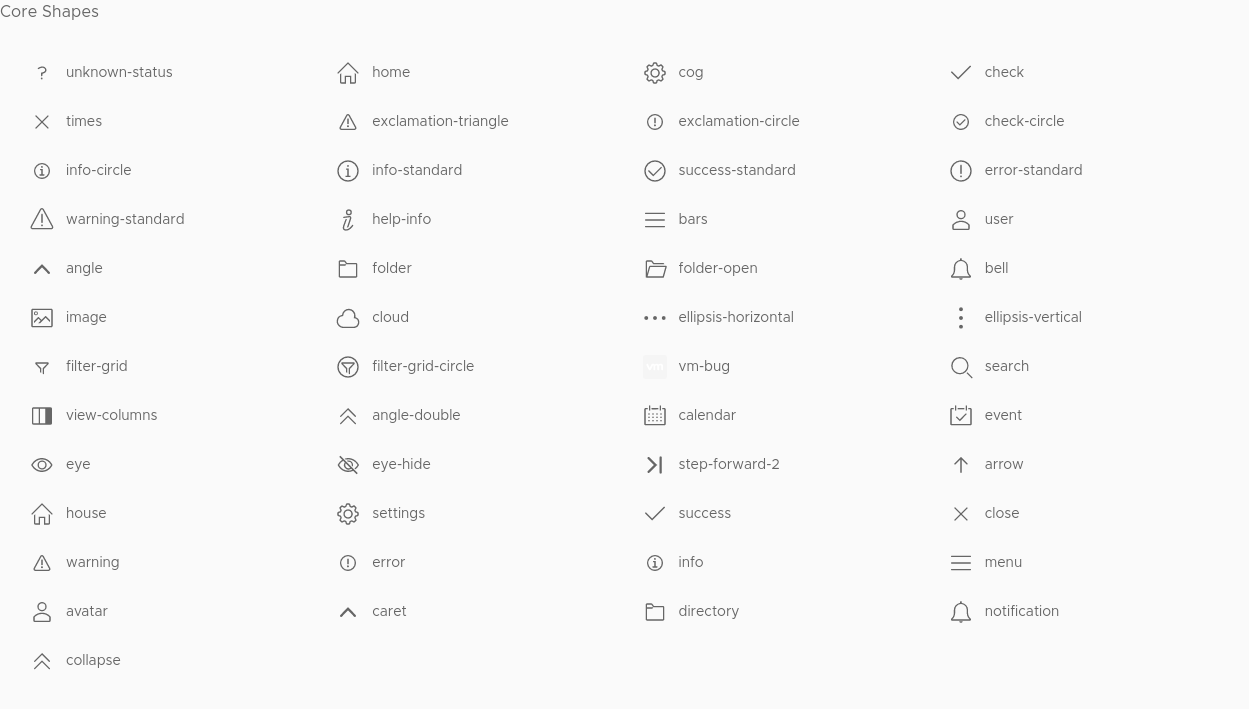 Core Shapes
unknown-status home cog check
times exclamation-triangle exclamation-circle check-circle
info-circle info-standard success-standard error-standard
warning-standard help-info bars user
angle folder folder-open bell
image cloud ellipsis-horizontal ellipsis-vertical
filter-grid filter-grid-circle vm vm-bug search
view-columns angle-double calendar event
eye eye-hide step-forward-2 arrow
house settings success close
warning error info menu
avatar caret directory notification
collapse